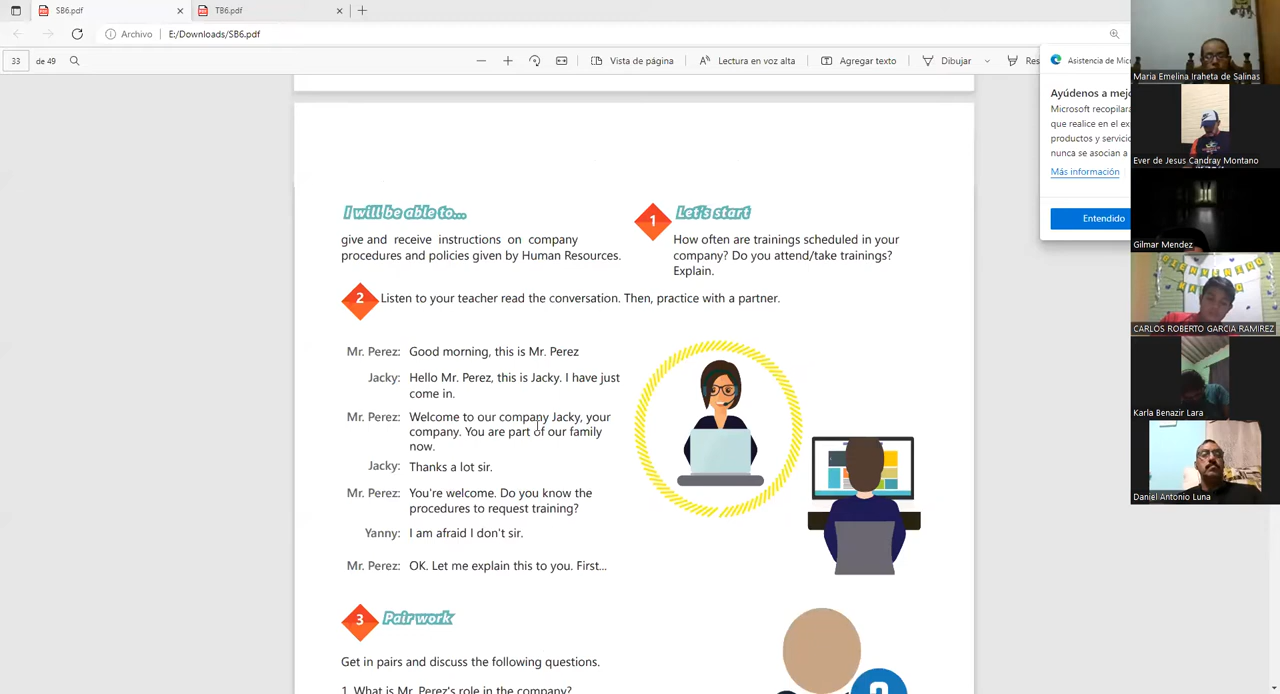 SB6.pdf
TB6.pdf
Archivo
E:/Downloads/SB6.pdf
33
de 49
Vista de página
Lectura en voz alta
Agregar texto
Dibujar
Asistencia de Mic
Ayúdenos a mejo
Microsoft recopilará
que realice en el ex
productos y servicio
nunca se asocian a
Más información
Entendido
I will be able to...
give and receive instructions on company
procedures and policies given by Human Resources.
1
Let's start
How often are trainings scheduled in your
company? Do you attend/take trainings?
Explain.
2
Listen to your teacher read the conversation. Then, practice with a partner.
Mr. Perez: Good morning, this is Mr. Perez
Jacky: Hello Mr. Perez, this is Jacky. I have just
come in.
Mr. Perez: Welcome to our company Jacky, your
company. You are part of our family
now.
Jacky: Thanks a lot sir.
Mr. Perez: You're welcome. Do you know the
procedures to request training?
Yanny: I am afraid I don't sir.
Mr. Perez: OK. Let me explain this to you. First...
3
Pair work
Get in pairs and discuss the following questions.
1. What is Mr. Perez's role in the company?
Maria Emelina Iraheta de Salinas
Ever de Jesus Candray Montano
Gilmar Mendez
CARLOS ROBERTO GARCIA RAMIREZ
Karla Benazir Lara
Daniel Antonio Luna